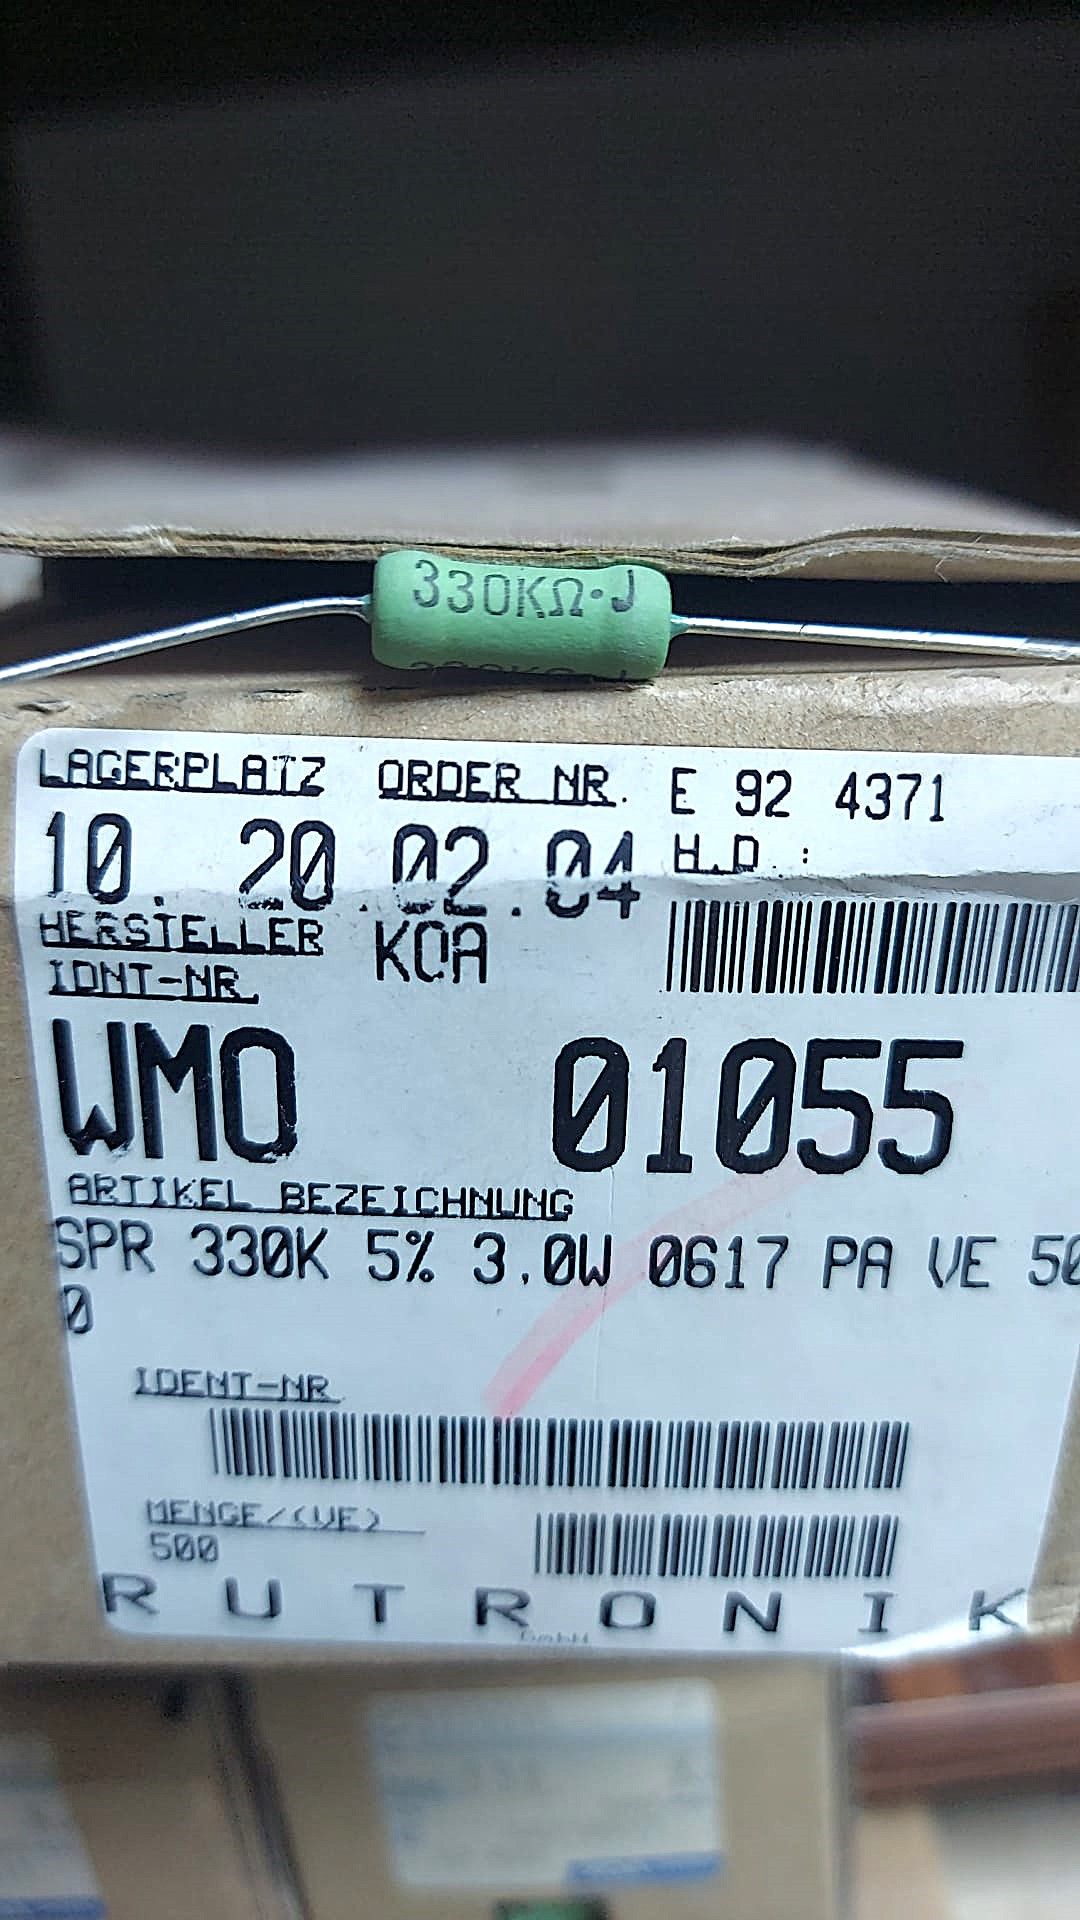 330KΩ·J
LAGERPLATZ ORDER NR. E 92 4371
10. 20.02.04 H.D.:
HERSTELLER KOA
IDNT-NR.
WMO 01055
ARTIKEL BEZEICHNUNG
SPR 330K 5% 3.0W 0617 PA VE 50
0
IDENT-NR.
MENGE/(VE)
500
RUTRONIK
GmbH